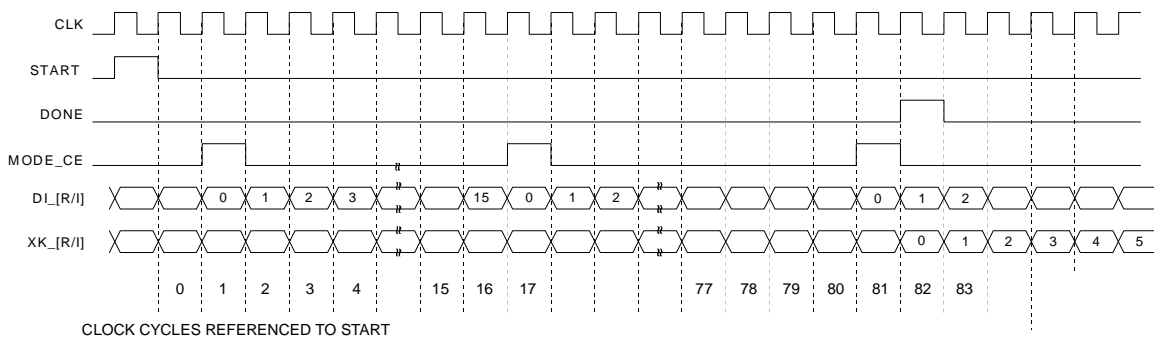 CLK
START
DONE
MODE_CE
DI_[R/I] 0 1 2 3 15 0 1 2 0 1 2
XK_[R/I] 0 1 2 3 4 5
0 1 2 3 4 15 16 17 77 78 79 80 81 82 83
CLOCK CYCLES REFERENCED TO START